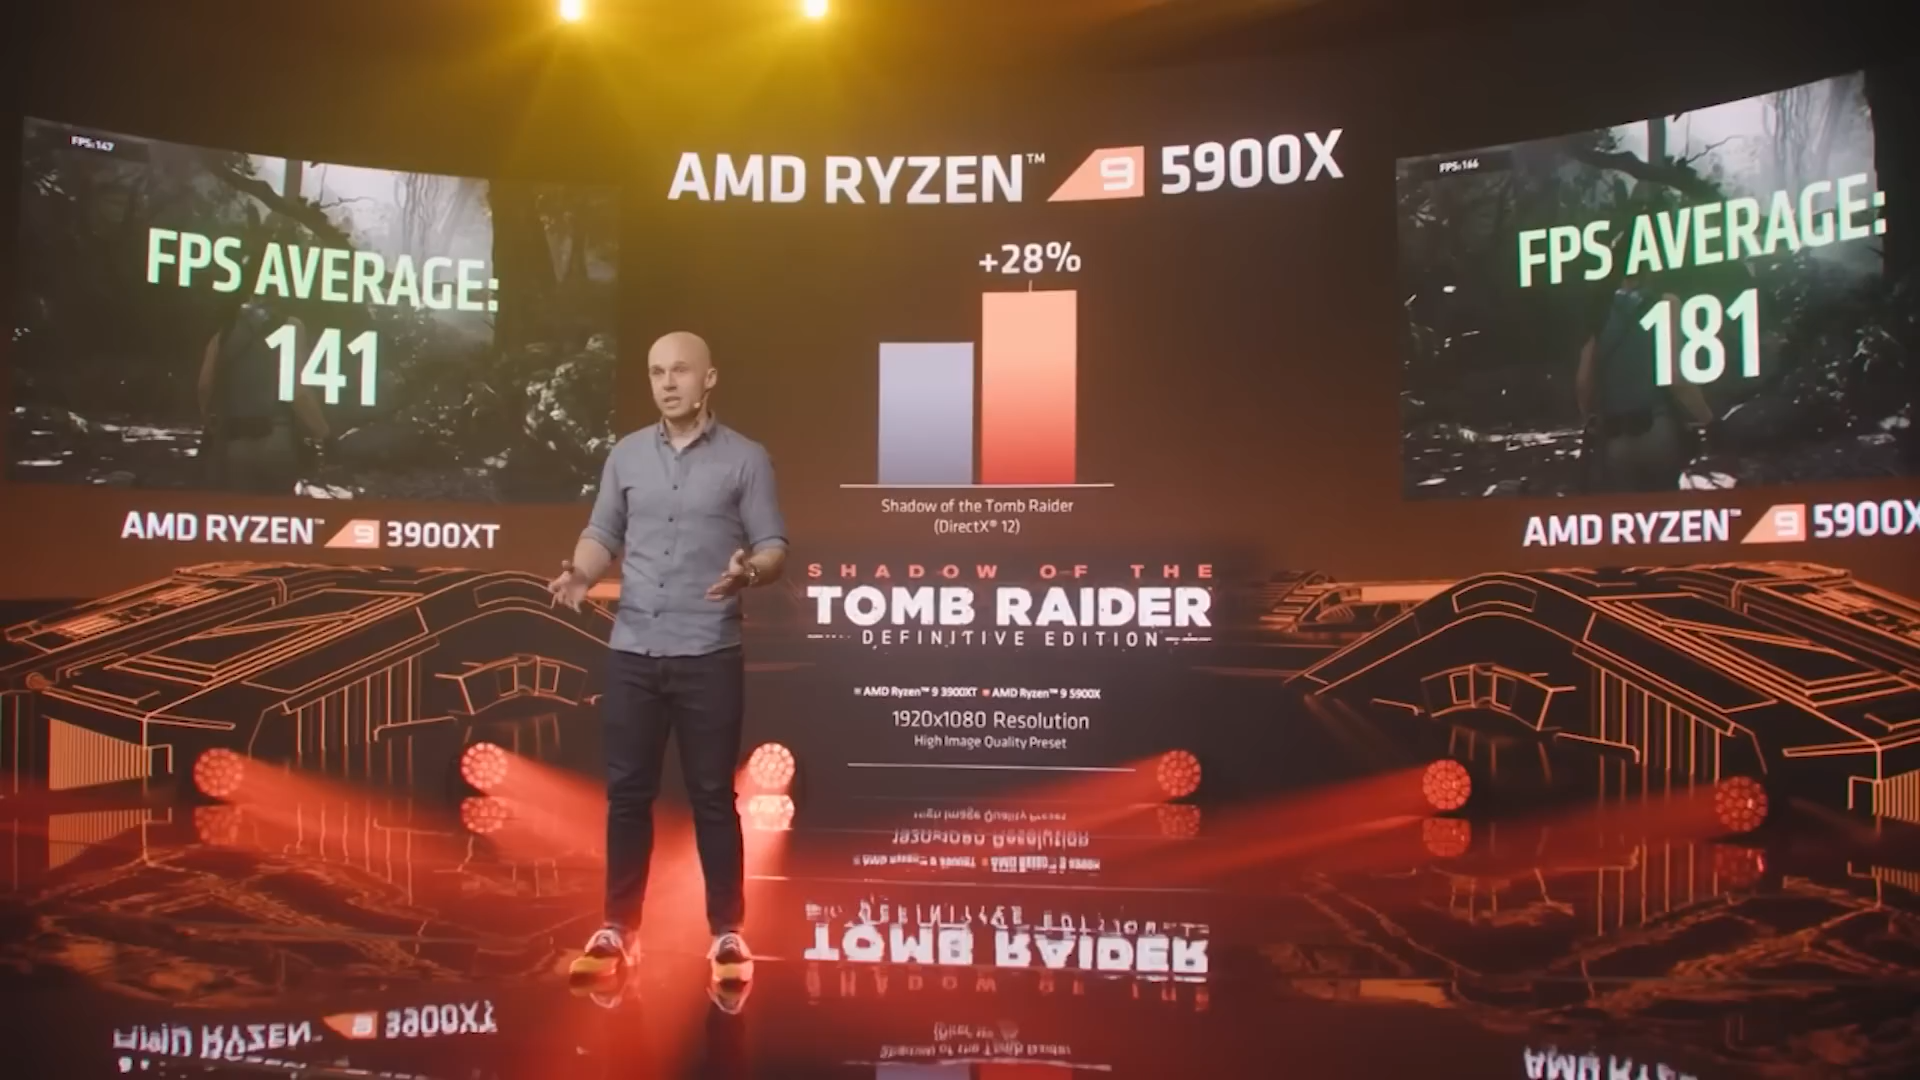 FPS:147
FPS AVERAGE:
141
AMD RYZEN™ 9 3900XT
AMD RYZEN™ 9 5900X
+28%
Shadow of the Tomb Raider
(DirectX® 12)
SHADOW OF THE
TOMB RAIDER
DEFINITIVE EDITION
AMD Ryzen™ 9 3900XT AMD Ryzen™ 9 5900X
1920x1080 Resolution
High Image Quality Preset
FPS:166
FPS AVERAGE:
181
AMD RYZEN™ 9 5900X